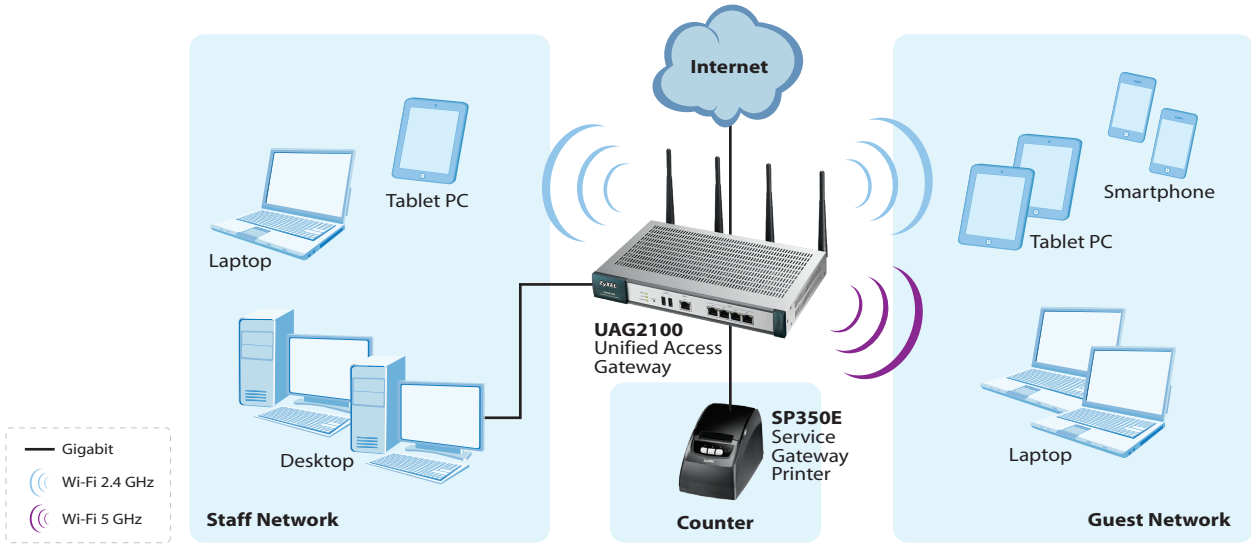 Internet
Tablet PC
Laptop
Smartphone
Tablet PC
ZyXEL
UAG2100
Unified Access
Gateway
SP350E
Service
Gateway
Printer
Desktop
Laptop
Gigabit
Wi-Fi 2.4 GHz
Wi-Fi 5 GHz
Staff Network
Counter
Guest Network